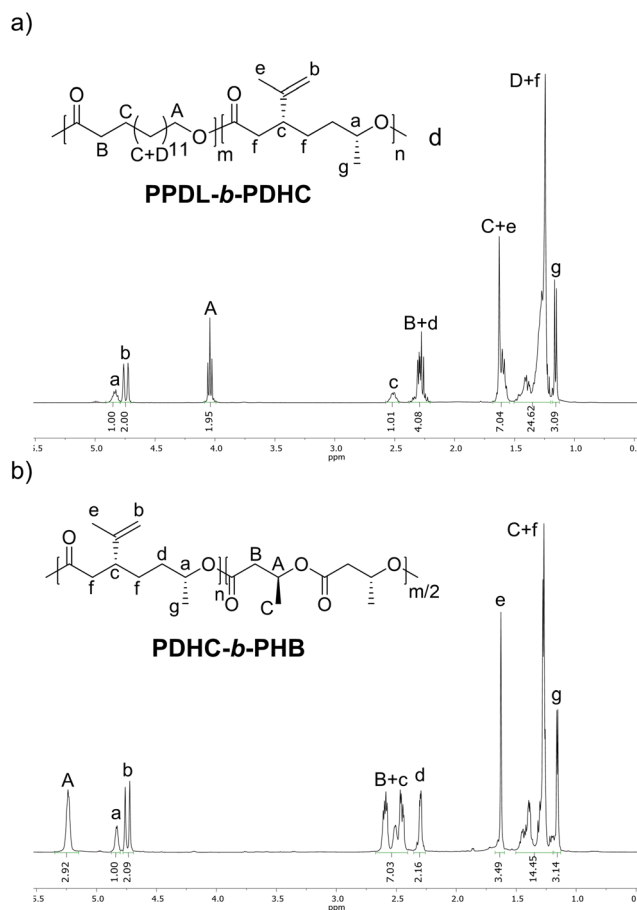 a)
e b
O O
C A a O
O c
B C+D 11 m f f n d
g
PPDL-b-PDHC
D+f
C+e
g
A
B+d
b
a
c
1.00 2.00 1.95 1.01 4.08 7.04 24.62 3.09
5.5 5.0 4.5 4.0 3.5 3.0 2.5 2.0 1.5 1.0 0.5
ppm
b)
e b
O d B A O O
c a O
f f n O C O m/2
g
PDHC-b-PHB
C+f
e
g
A b B+c d
a
2.92 1.00 2.09 7.03 2.16 3.49 14.45 3.14
5.5 5.0 4.5 4.0 3.5 3.0 2.5 2.0 1.5 1.0 0.5
ppm